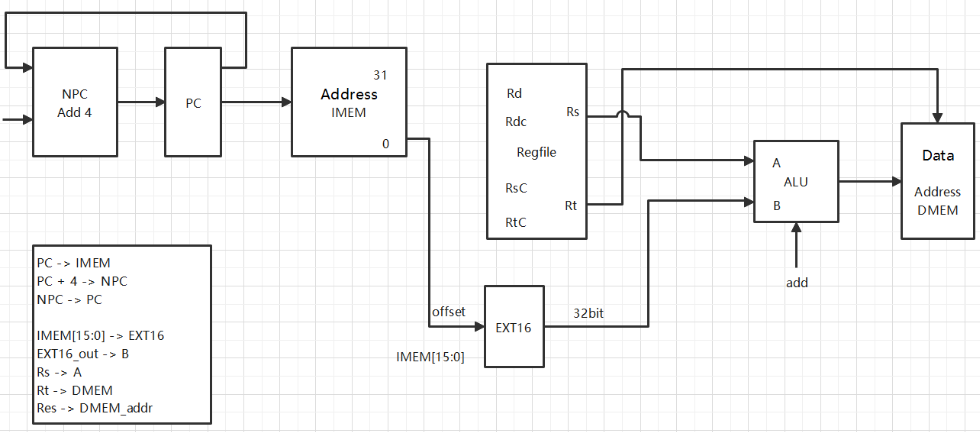 NPC
Add 4
PC
31
Address
IMEM
0
Rd
Rdc
Regfile
RsC
RtC
Rs
Rt
A
ALU
B
add
Data
Address
DMEM
offset
EXT16
32bit
IMEM[15:0]
PC -> IMEM
PC + 4 -> NPC
NPC -> PC
IMEM[15:0] -> EXT16
EXT16_out -> B
Rs -> A
Rt -> DMEM
Res -> DMEM_addr